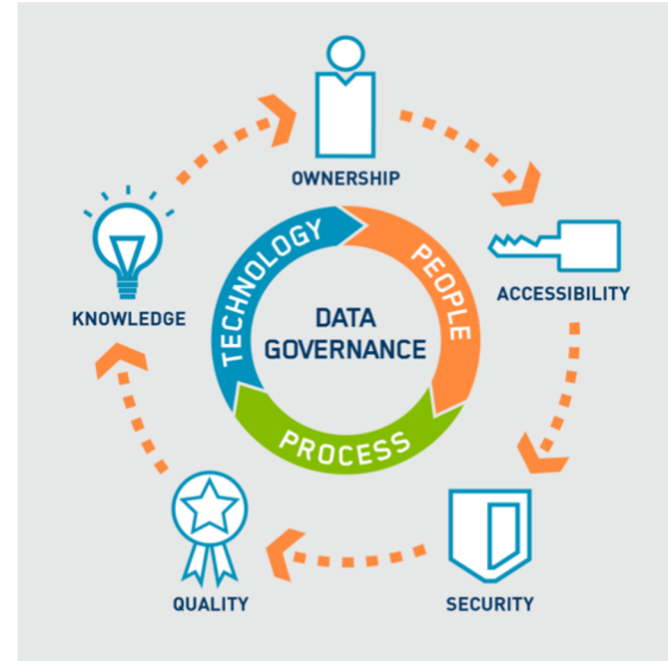 OWNERSHIP
ACCESSIBILITY
SECURITY
QUALITY
KNOWLEDGE
TECHNOLOGY
PEOPLE
PROCESS
DATA
GOVERNANCE